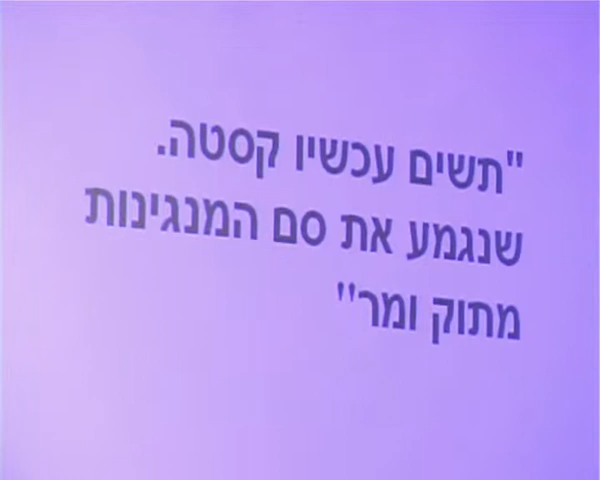 "תשים עכשיו קסטה.
שנגמע את סם המנגינות
מתוק ומר"